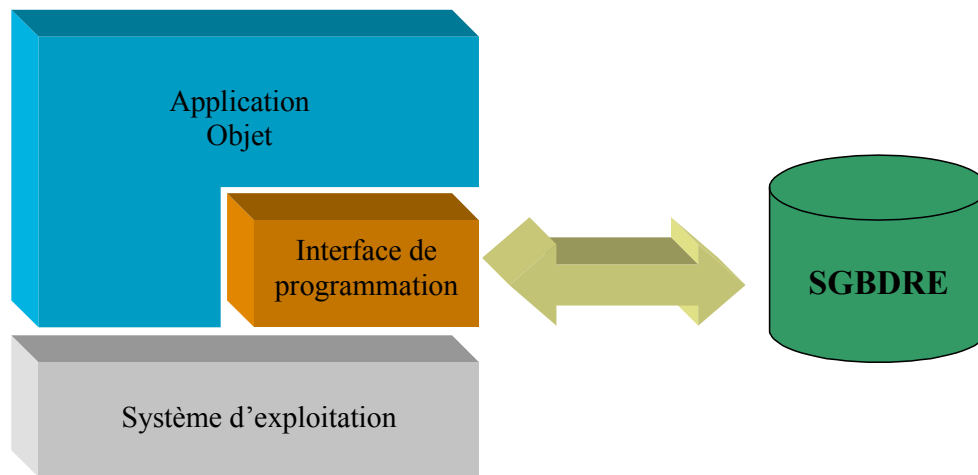 Application
Objet
Interface de
programmation
SGBDRE
Système d'exploitation